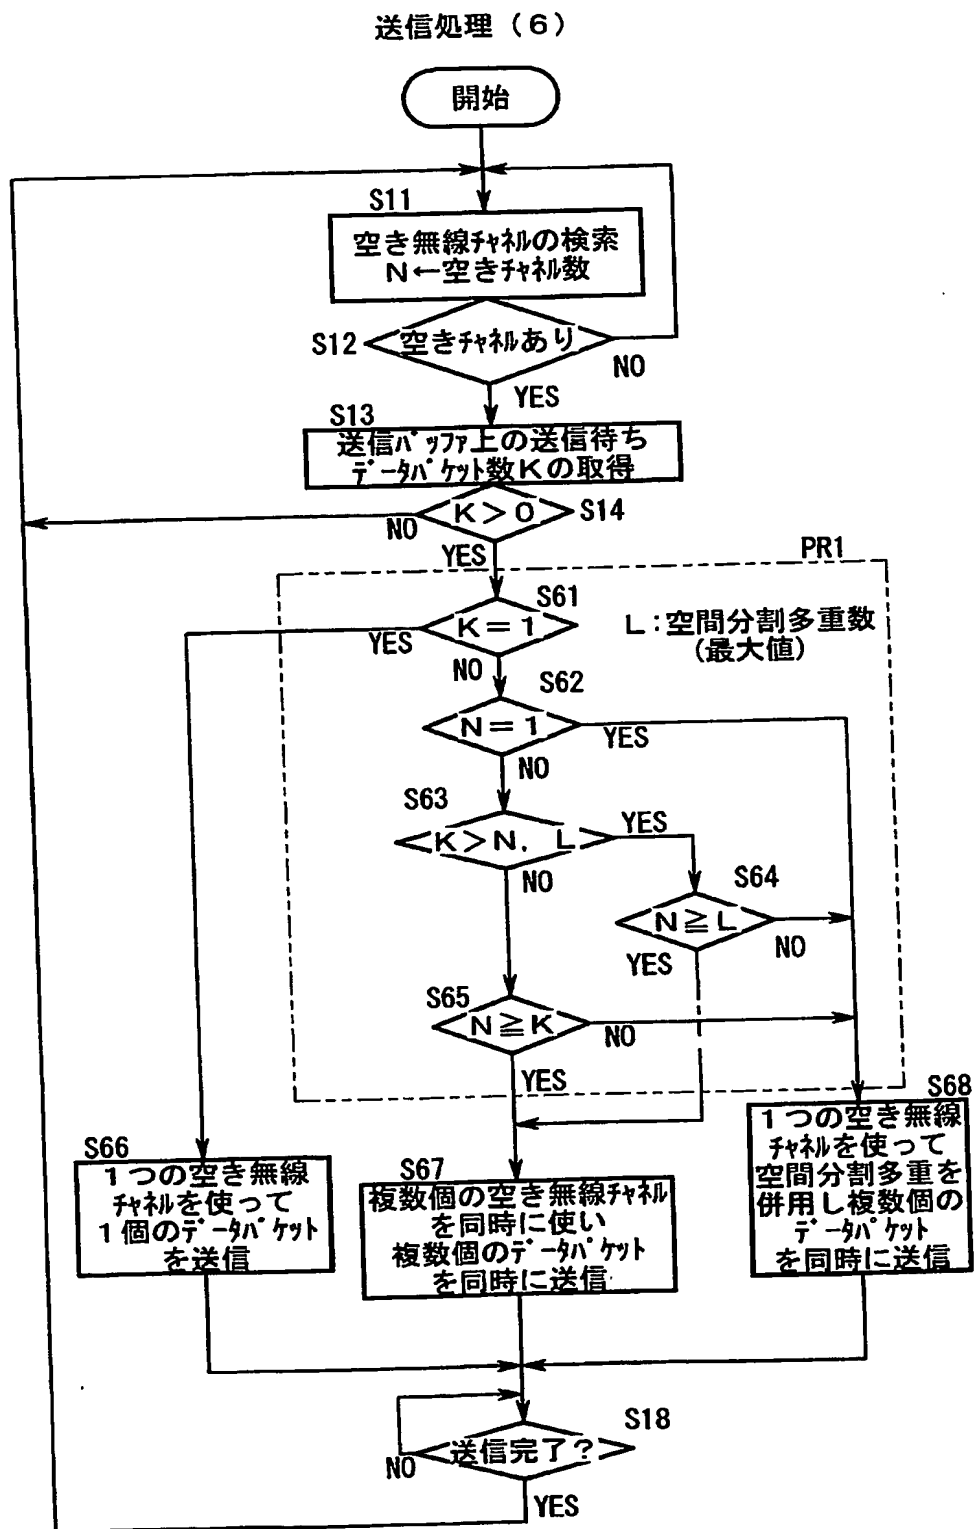 送信処理（6）
開始
S11
空き無線ﾁｬﾈﾙの検索
N←空きﾁｬﾈﾙ数
S12
空きﾁｬﾈﾙあり
NO
YES
S13
送信ﾊﾞｯﾌｧ上の送信待ち
ﾃﾞｰﾀﾊﾟｹｯﾄ数Kの取得
K＞0
S14
NO
YES
PR1
S61
K＝1
YES
L：空間分割多重数
(最大値)
NO
S62
N＝1
YES
NO
S63
K＞N, L
YES
NO
S64
N≧L
NO
YES
S65
N≧K
NO
YES
S66
1つの空き無線
ﾁｬﾈﾙを使って
1個のﾃﾞｰﾀﾊﾟｹｯﾄ
を送信
S67
複数個の空き無線ﾁｬﾈﾙ
を同時に使い
複数個のﾃﾞｰﾀﾊﾟｹｯﾄ
を同時に送信
S68
1つの空き無線
ﾁｬﾈﾙを使って
空間分割多重を
併用し複数個の
ﾃﾞｰﾀﾊﾟｹｯﾄ
を同時に送信
S18
送信完了？
NO
YES